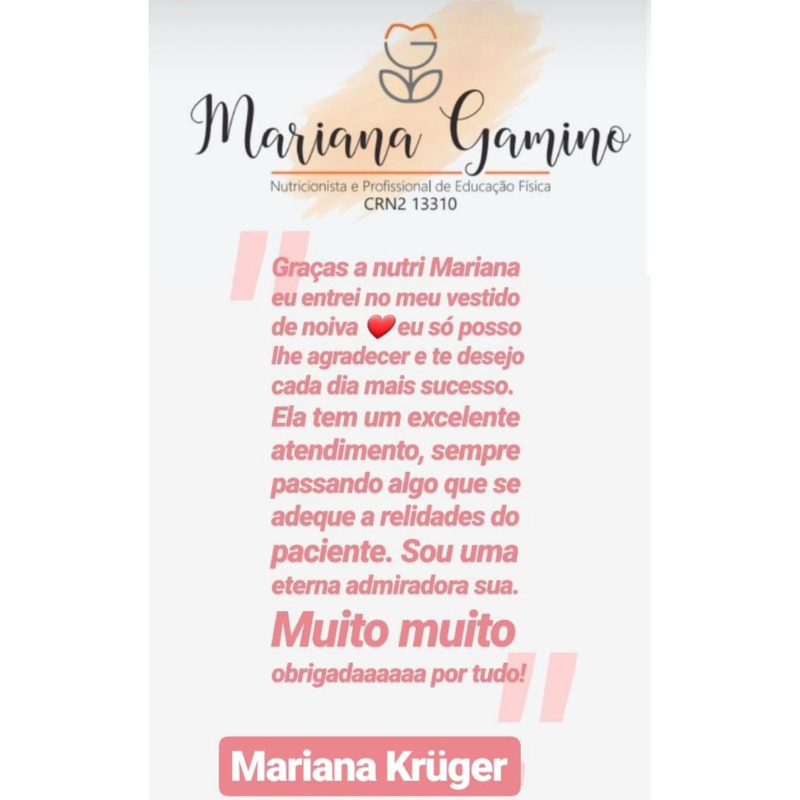 Mariana Gamino
Nutricionista e Profissional de Educação Física
CRN2 13310
"
Graças a nutri Mariana
eu entrei no meu vestido
de noiva ❤️eu só posso
lhe agradecer e te desejo
cada dia mais sucesso.
Ela tem um excelente
atendimento, sempre
passando algo que se
adeque a relidades do
paciente. Sou uma
eterna admiradora sua.
Muito muito
obrigadaaaaaa por tudo!
"
Mariana Krüger